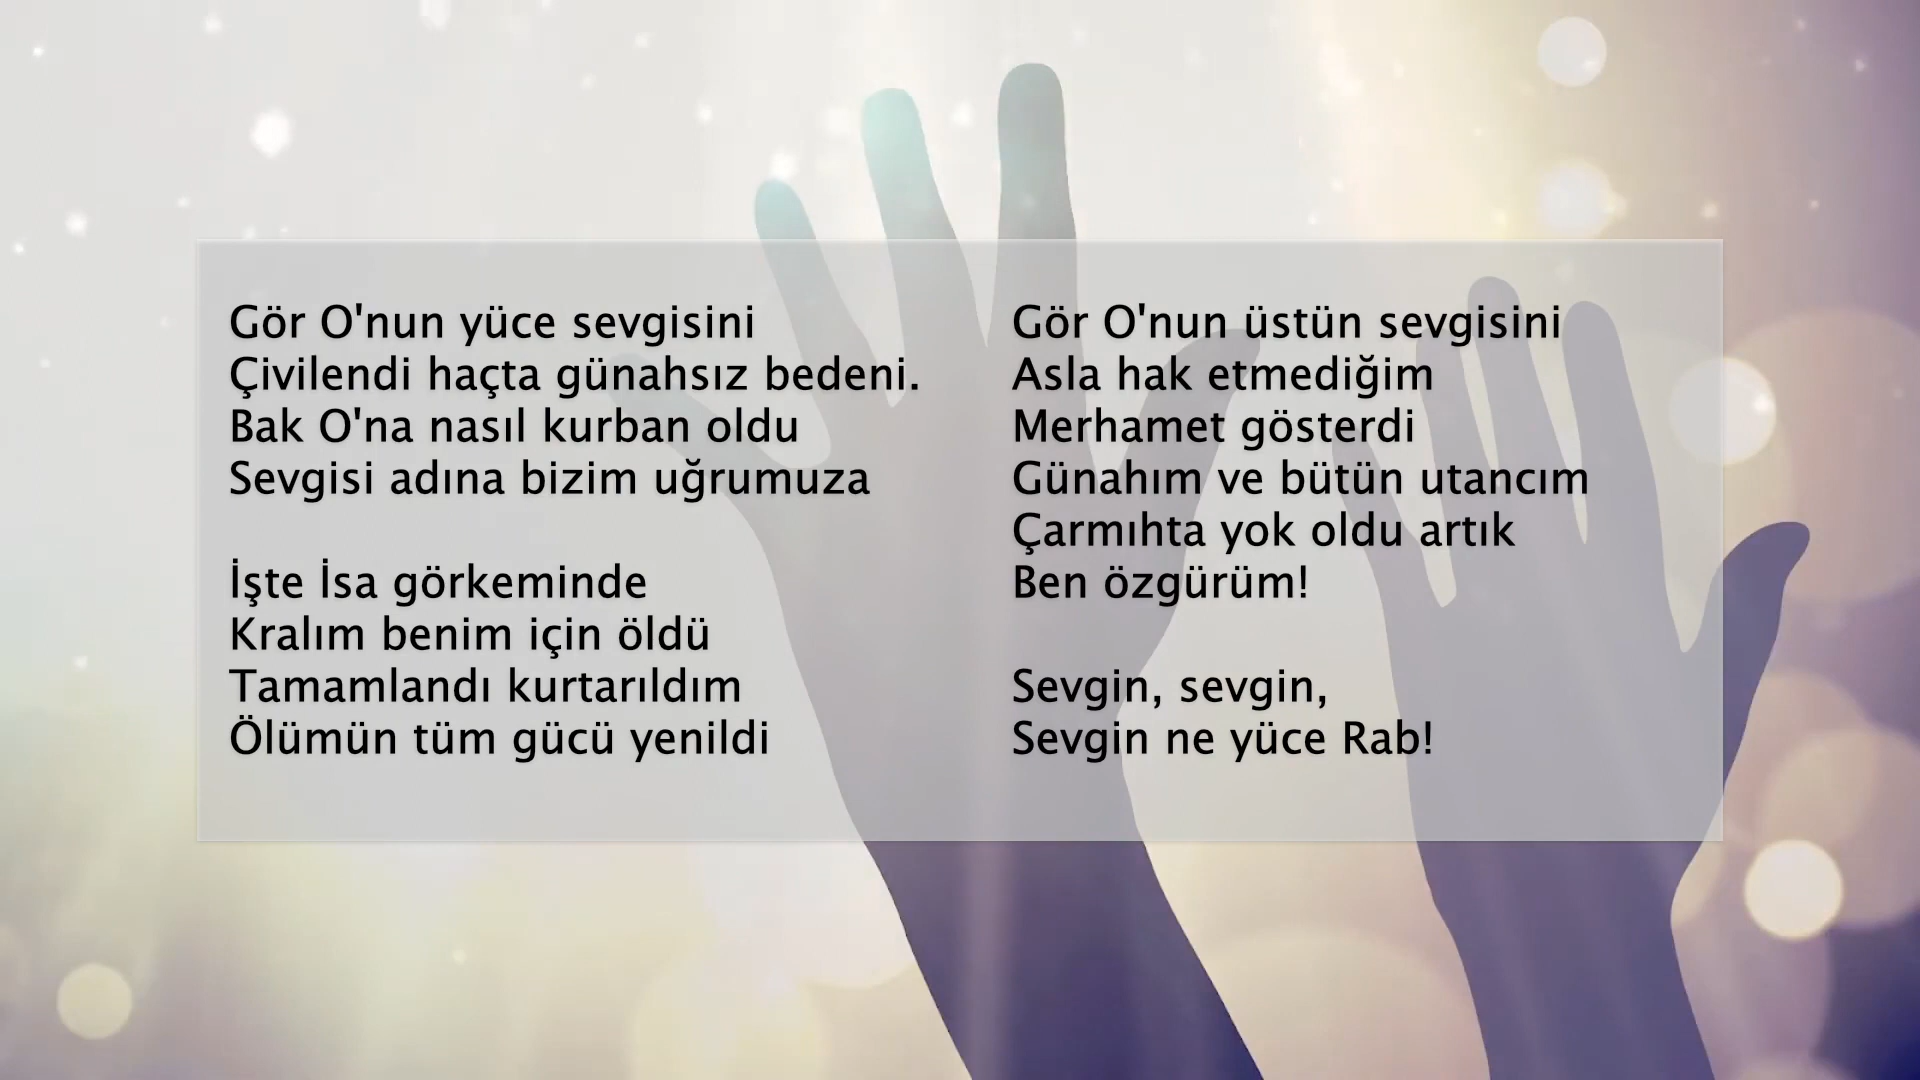 Gör O'nun yüce sevgisini
Çivilendi haçta günahsız bedeni.
Bak O'na nasıl kurban oldu
Sevgisi adına bizim uğrumuza
İşte İsa görkeminde
Kralım benim için öldü
Tamamlandı kurtarıldım
Ölümün tüm gücü yenildi
Gör O'nun üstün sevgisini
Asla hak etmediğim
Merhamet gösterdi
Günahım ve bütün utancım
Çarmıhta yok oldu artık
Ben özgürüm!
Sevgin, sevgin,
Sevgin ne yüce Rab!